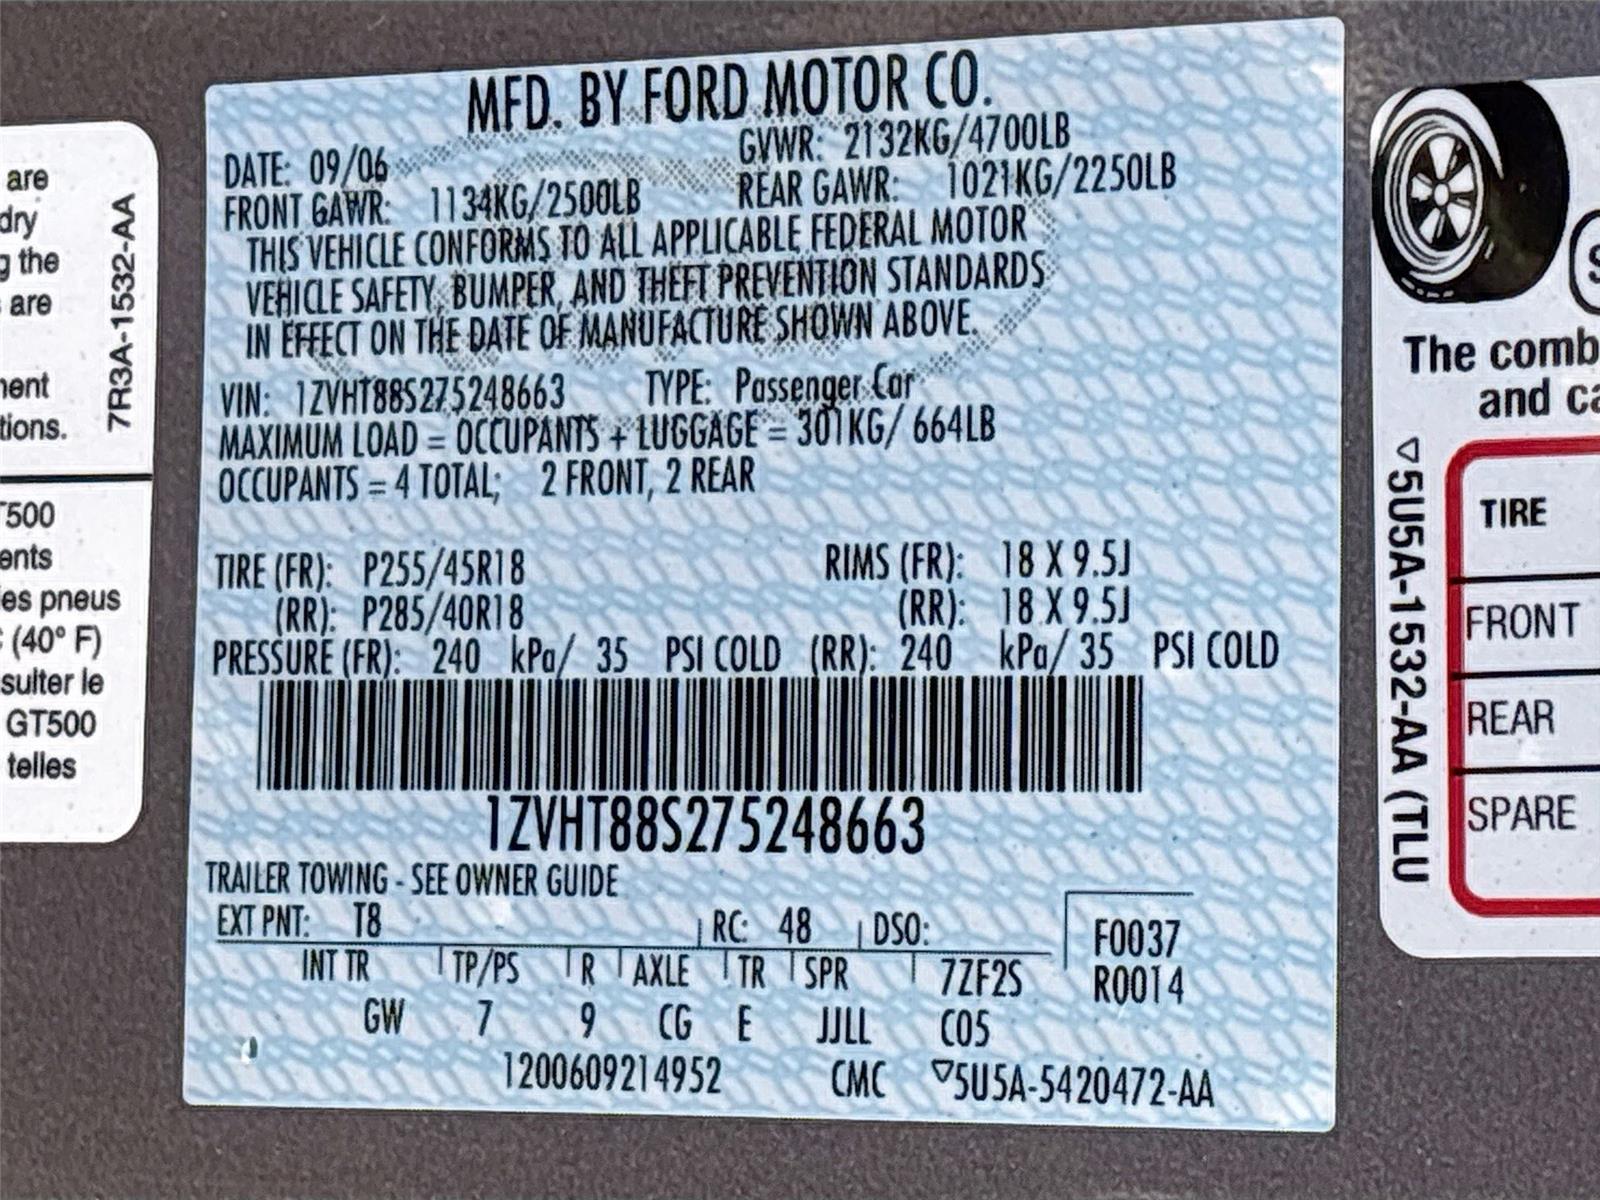 are
dry
g the
are
nent
tions.
7R3A-1532-AA
T500
ents
es pneus
(40° F)
sulter le
GT500
telles
MFD. BY FORD MOTOR CO.
DATE: 09/06 GVWR: 2132KG/4700LB
FRONT GAWR: 1134KG/2500LB REAR GAWR: 1021KG/2250LB
THIS VEHICLE CONFORMS TO ALL APPLICABLE FEDERAL MOTOR
VEHICLE SAFETY, BUMPER, AND THEFT PREVENTION STANDARDS
IN EFFECT ON THE DATE OF MANUFACTURE SHOWN ABOVE.
VIN: 1ZVHT88S275248663 TYPE: Passenger Car
MAXIMUM LOAD = OCCUPANTS + LUGGAGE = 301KG/ 664LB
OCCUPANTS = 4 TOTAL; 2 FRONT, 2 REAR
TIRE (FR): P255/45R18 RIMS (FR): 18 X 9.5J
(RR): P285/40R18 (RR): 18 X 9.5J
PRESSURE (FR): 240 kPa/ 35 PSI COLD (RR): 240 kPa/ 35 PSI COLD
1ZVHT88S275248663
TRAILER TOWING - SEE OWNER GUIDE
EXT PNT: T8 RC: 48 DSO: F0037
INT TR TP/PS R AXLE TR SPR 7ZF2S R0014
GW 7 9 CG E JJLL C05
1200609214952 CMC ▽5U5A-5420472-AA
The comb
and ca
▽5U5A-1532-AA (TLU
TIRE
FRONT
REAR
SPARE